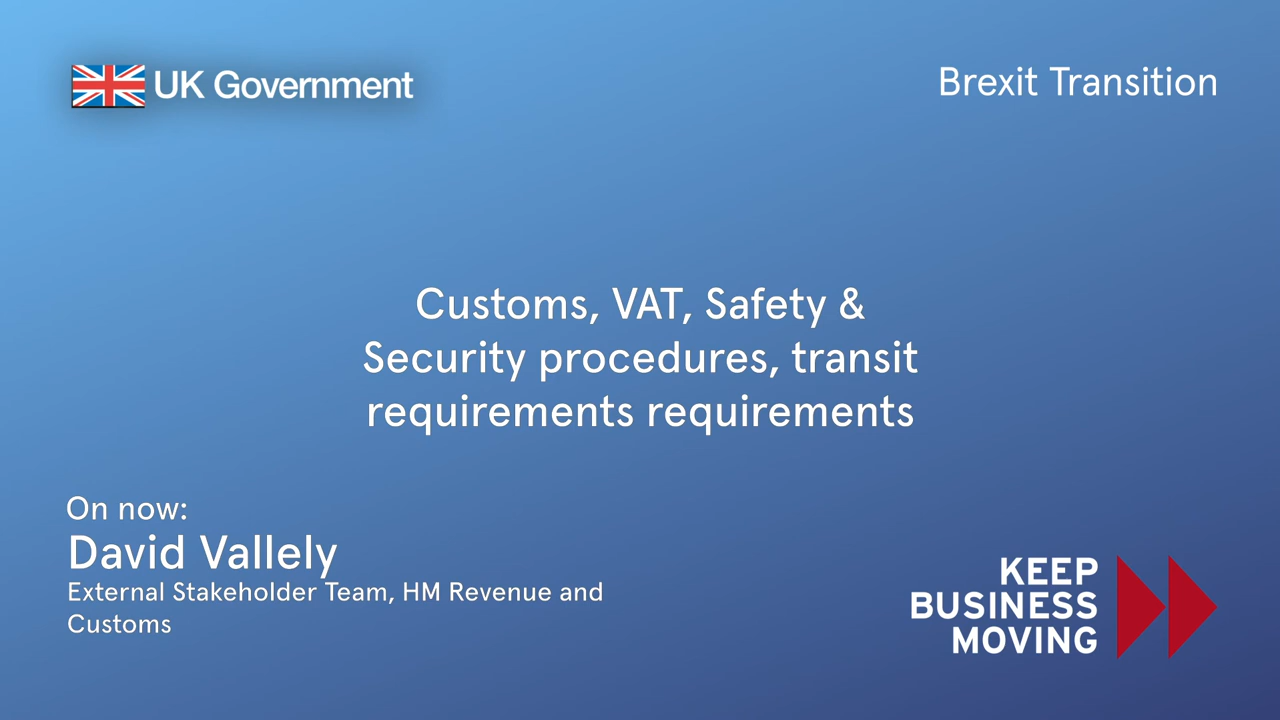 UK Government
Brexit Transition
Customs, VAT, Safety &
Security procedures, transit
requirements requirements
On now:
David Vallely
External Stakeholder Team, HM Revenue and
Customs
KEEP
BUSINESS
MOVING